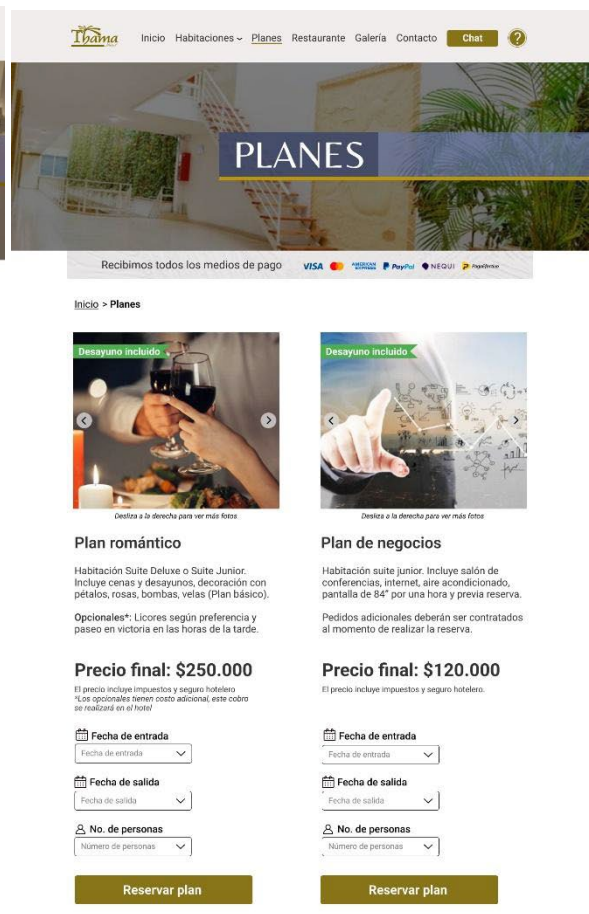 Thama
Inicio Habitaciones Planes Restaurante Galería Contacto Chat ?
PLANES
Recibimos todos los medios de pago VISA AMERICAN EXPRESS PayPal NEQUI PagoEfectivo
Inicio > Planes
Desayuno incluido
Desliza a la derecha para ver más fotos
Plan romántico
Habitación Suite Deluxe o Suite Junior.
Incluye cenas y desayunos, decoración con
pétalos, rosas, bombas, velas (Plan básico).
Opcionales*: Licores según preferencia y
paseo en victoria en las horas de la tarde.
Precio final: $250.000
El precio incluye impuestos y seguro hotelero
*Los opcionales tienen costo adicional, este cobro
se realizará en el hotel
Fecha de entrada
Fecha de entrada
Fecha de salida
Fecha de salida
No. de personas
Número de personas
Reservar plan
Desayuno incluido
Desliza a la derecha para ver más fotos
Plan de negocios
Habitación suite junior. Incluye salón de
conferencias, internet, aire acondicionado,
pantalla de 84” por una hora y previa reserva.
Pedidos adicionales deberán ser contratados
al momento de realizar la reserva.
Precio final: $120.000
El precio incluye impuestos y seguro hotelero.
Fecha de entrada
Fecha de entrada
Fecha de salida
Fecha de salida
No. de personas
Número de personas
Reservar plan